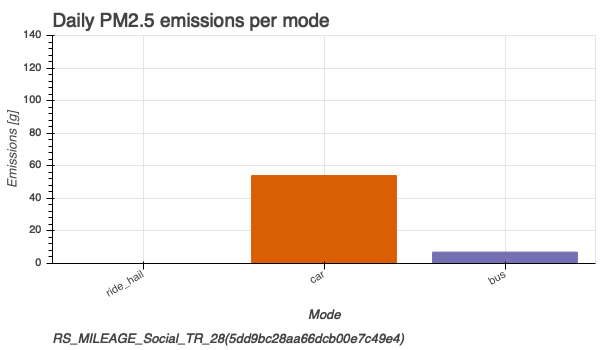 Daily PM2.5 emissions per mode
140
120
100
80
60
40
20
0
Emissions [g]
ride_hail
car
bus
Mode
RS_MILEAGE_Social_TR_28(5dd9bc28aa66dcb00e7c49e4)